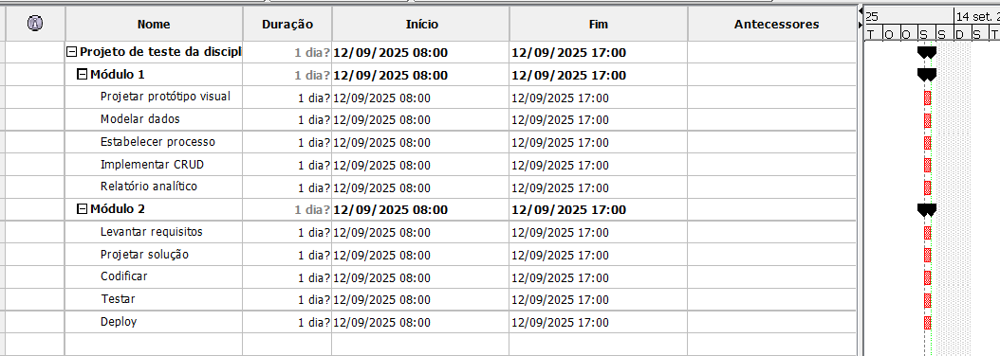 Nome Duração Início Fim Antecessores 25 14 set. 2
T O O S S D S T
Projeto de teste da discipl 1 dia? 12/09/2025 08:00 12/09/2025 17:00
Módulo 1 1 dia? 12/09/2025 08:00 12/09/2025 17:00
Projetar protótipo visual 1 dia? 12/09/2025 08:00 12/09/2025 17:00
Modelar dados 1 dia? 12/09/2025 08:00 12/09/2025 17:00
Estabelecer processo 1 dia? 12/09/2025 08:00 12/09/2025 17:00
Implementar CRUD 1 dia? 12/09/2025 08:00 12/09/2025 17:00
Relatório analítico 1 dia? 12/09/2025 08:00 12/09/2025 17:00
Módulo 2 1 dia? 12/09/2025 08:00 12/09/2025 17:00
Levantar requisitos 1 dia? 12/09/2025 08:00 12/09/2025 17:00
Projetar solução 1 dia? 12/09/2025 08:00 12/09/2025 17:00
Codificar 1 dia? 12/09/2025 08:00 12/09/2025 17:00
Testar 1 dia? 12/09/2025 08:00 12/09/2025 17:00
Deploy 1 dia? 12/09/2025 08:00 12/09/2025 17:00